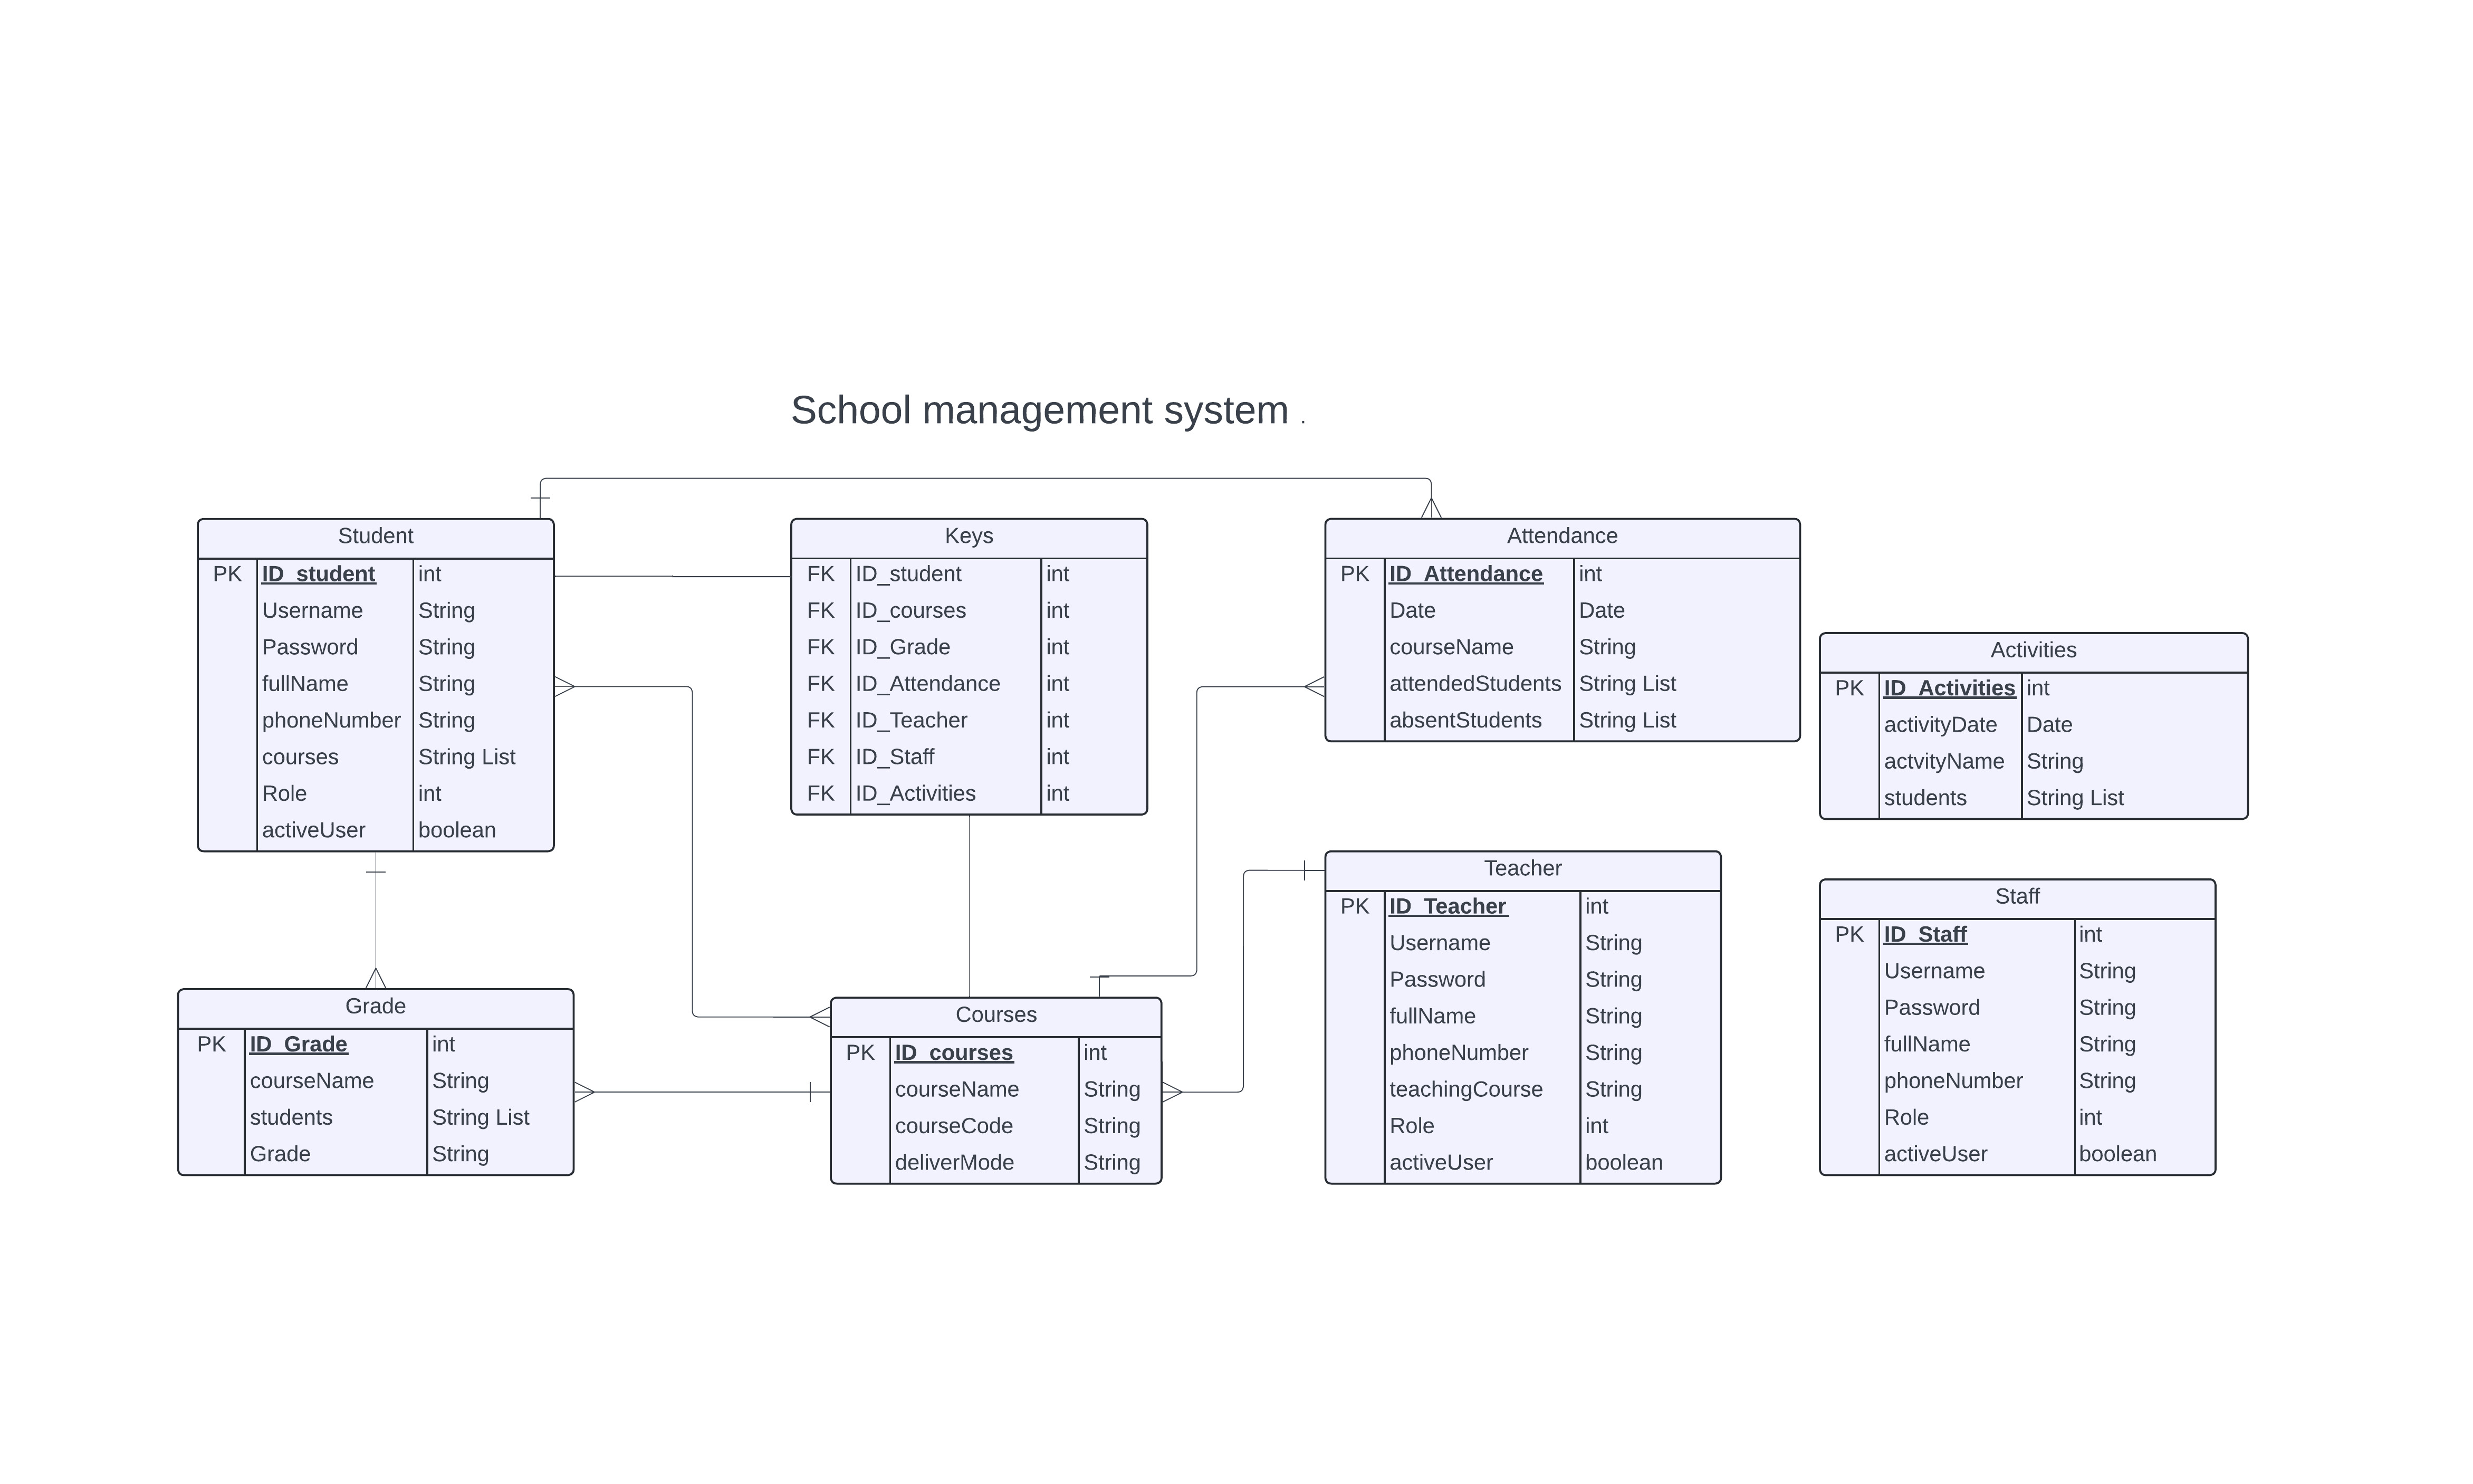 School management system .
Student
PK ID_student int
Username String
Password String
fullName String
phoneNumber String
courses String List
Role int
activeUser boolean
Keys
FK ID_student int
FK ID_courses int
FK ID_Grade int
FK ID_Attendance int
FK ID_Teacher int
FK ID_Staff int
FK ID_Activities int
Attendance
PK ID_Attendance int
Date Date
courseName String
attendedStudents String List
absentStudents String List
Activities
PK ID_Activities int
activityDate Date
actvityName String
students String List
Grade
PK ID_Grade int
courseName String
students String List
Grade String
Courses
PK ID_courses int
courseName String
courseCode String
deliverMode String
Teacher
PK ID_Teacher int
Username String
Password String
fullName String
phoneNumber String
teachingCourse String
Role int
activeUser boolean
Staff
PK ID_Staff int
Username String
Password String
fullName String
phoneNumber String
Role int
activeUser boolean